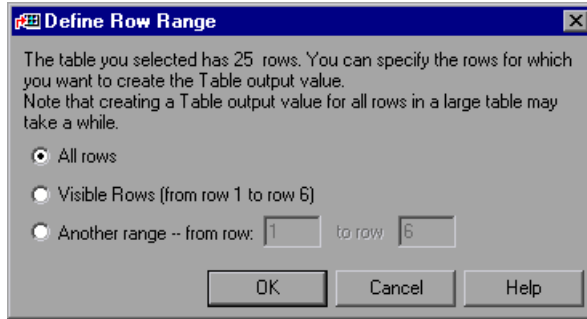 Define Row Range
The table you selected has 25 rows. You can specify the rows for which
you want to create the Table output value.
Note that creating a Table output value for all rows in a large table may
take a while.
All rows
Visible Rows (from row 1 to row 6)
Another range -- from row: 1 to row 6
OK Cancel Help